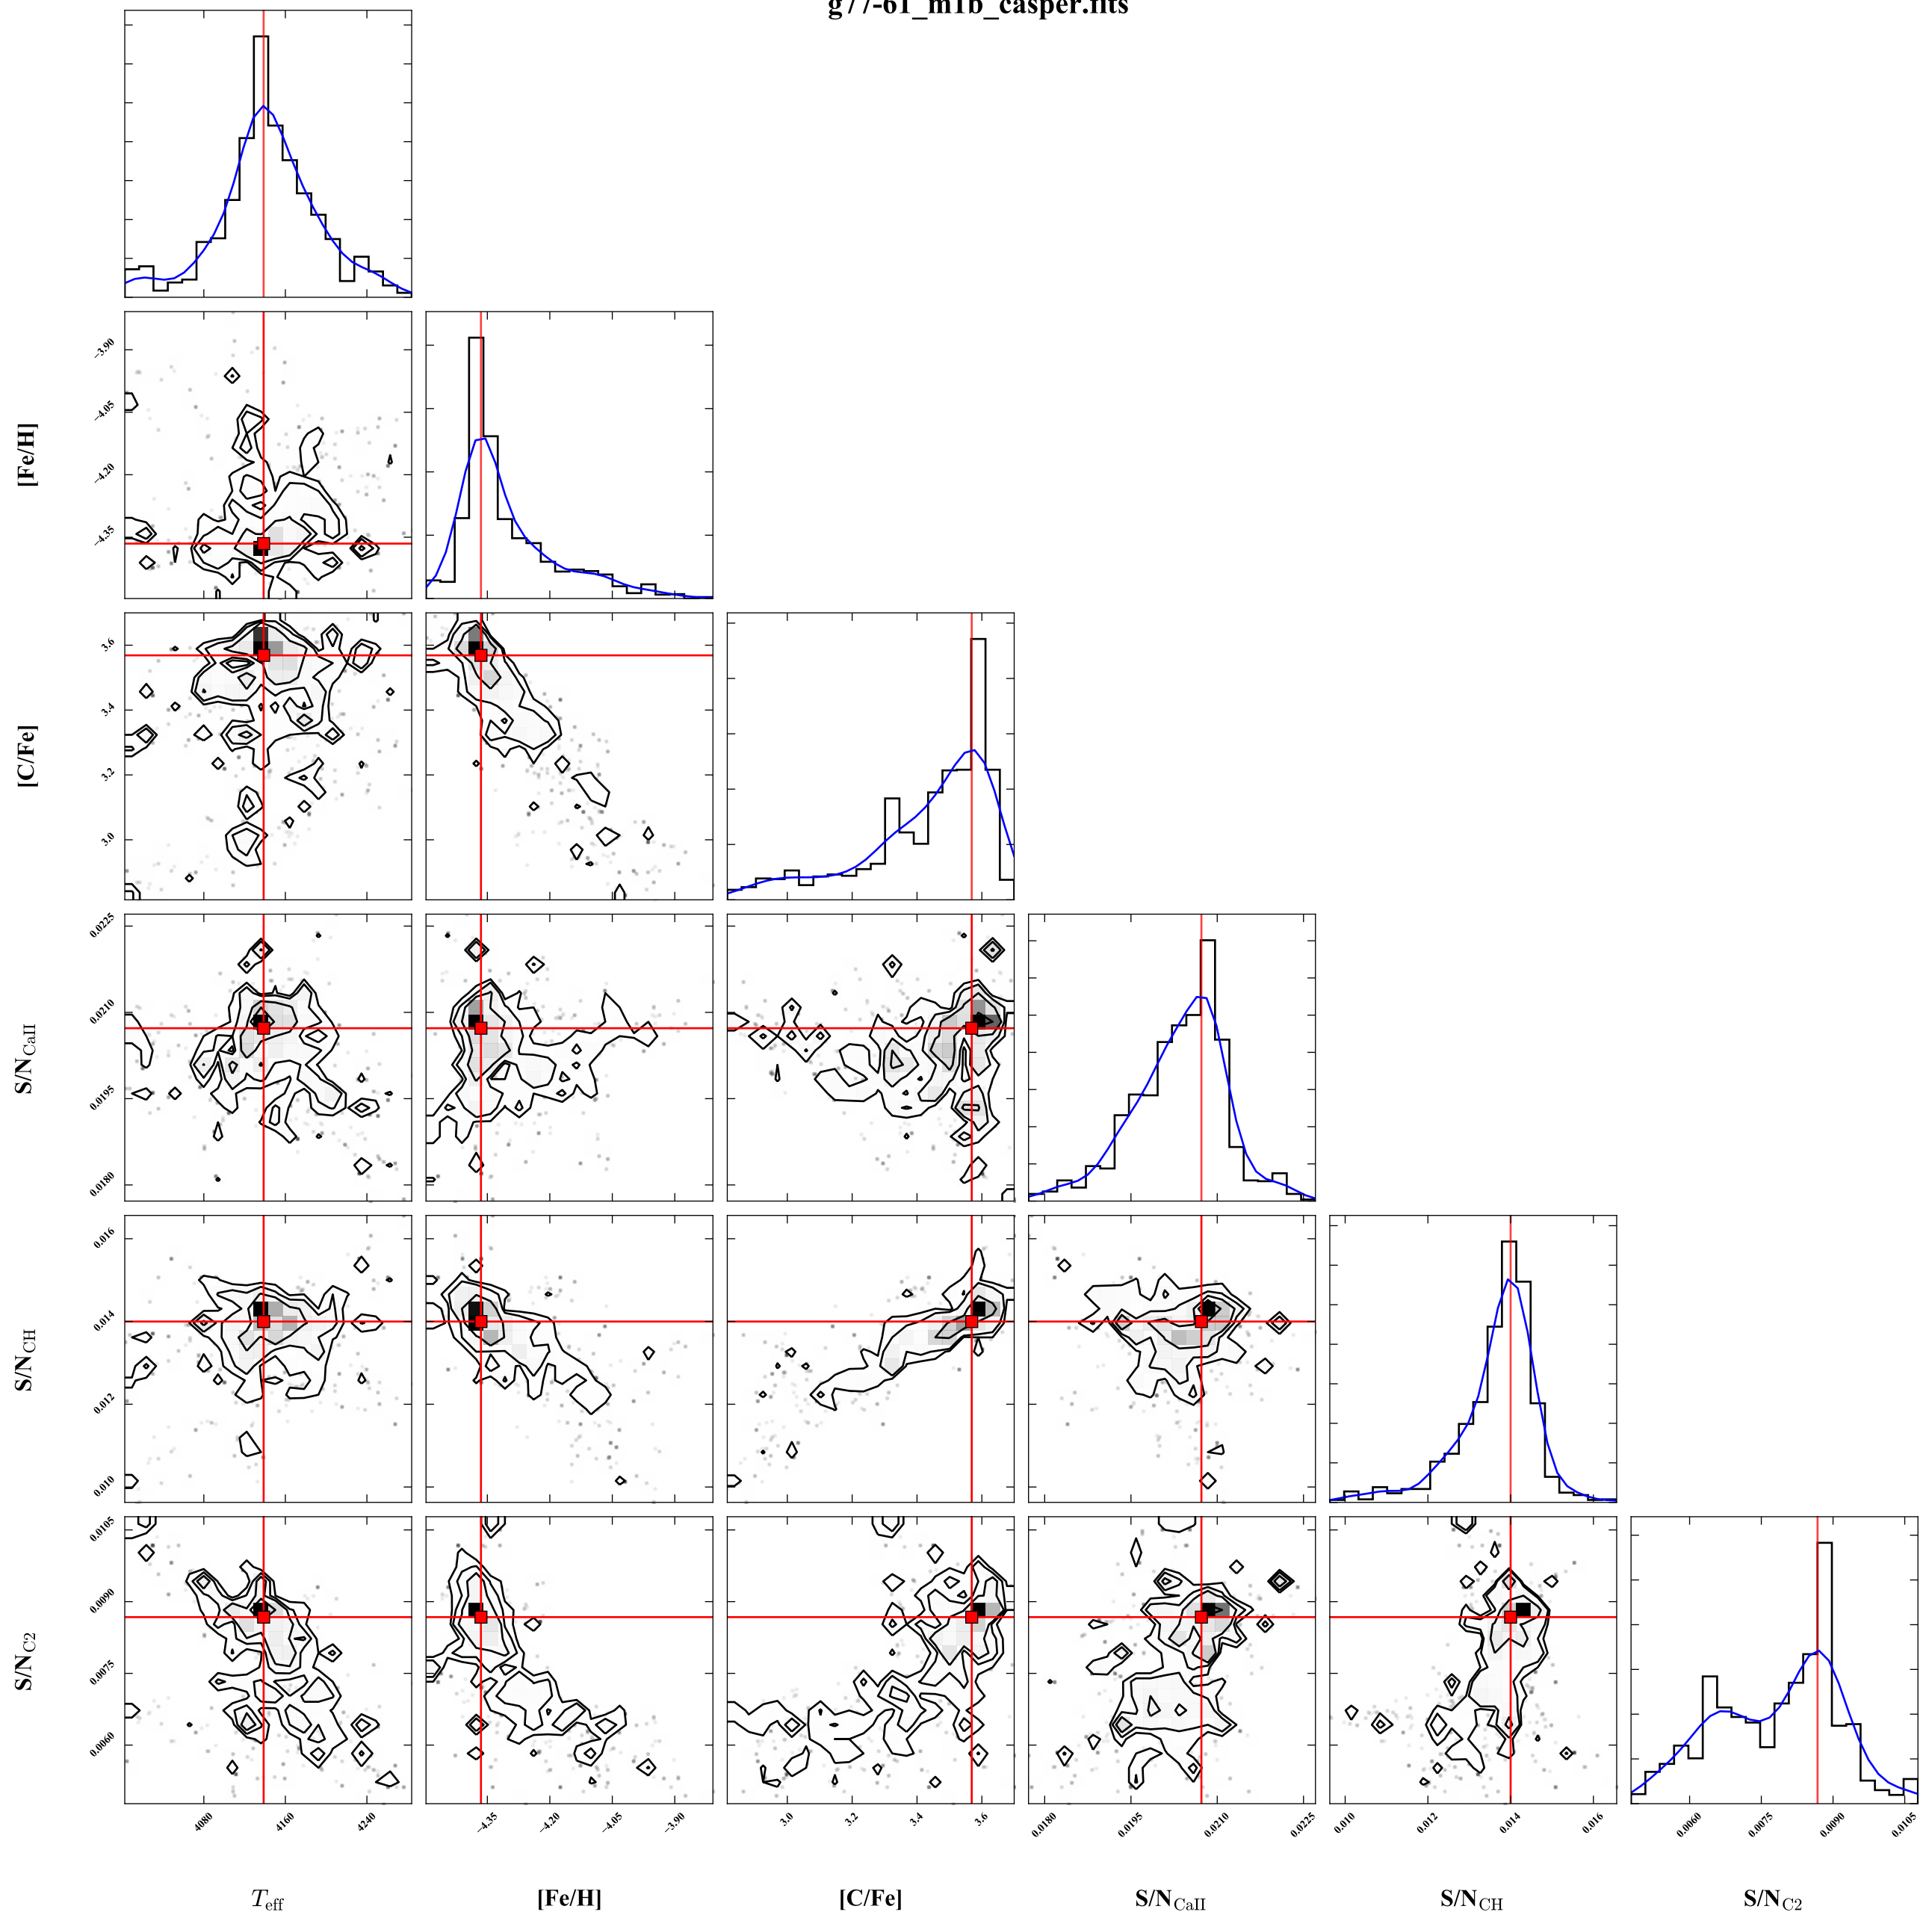 g77-61_m1b_casper.fits
[Fe/H]
−3.90
−4.05
−4.20
−4.35
[C/Fe]
3.6
3.4
3.2
3.0
S/N_CaII
0.0225
0.0210
0.0195
0.0180
S/N_CH
0.016
0.014
0.012
0.010
S/N_C2
0.0105
0.0090
0.0075
0.0060
4080 4160 4240 −4.35 −4.20 −4.05 −3.90 3.0 3.2 3.4 3.6 0.0180 0.0195 0.0210 0.0225 0.010 0.012 0.014 0.016 0.0060 0.0075 0.0090 0.0105
T_eff [Fe/H] [C/Fe] S/N_CaII S/N_CH S/N_C2